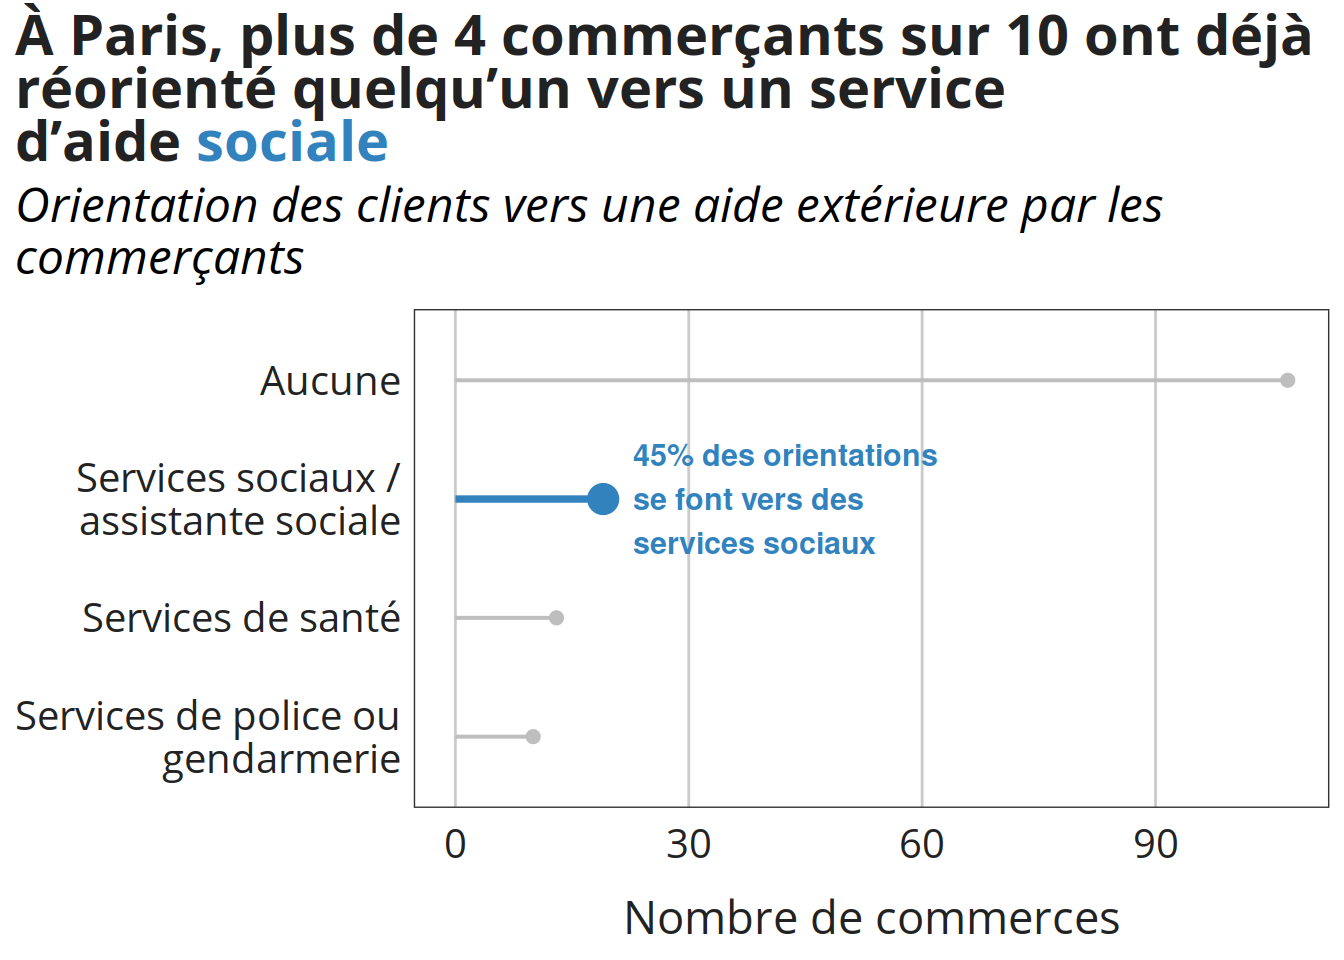 À Paris, plus de 4 commerçants sur 10 ont déjà
réorienté quelqu’un vers un service
d’aide sociale
Orientation des clients vers une aide extérieure par les
commerçants
Aucune
Services sociaux /
assistante sociale
45% des orientations
se font vers des
services sociaux
Services de santé
Services de police ou
gendarmerie
0 30 60 90
Nombre de commerces